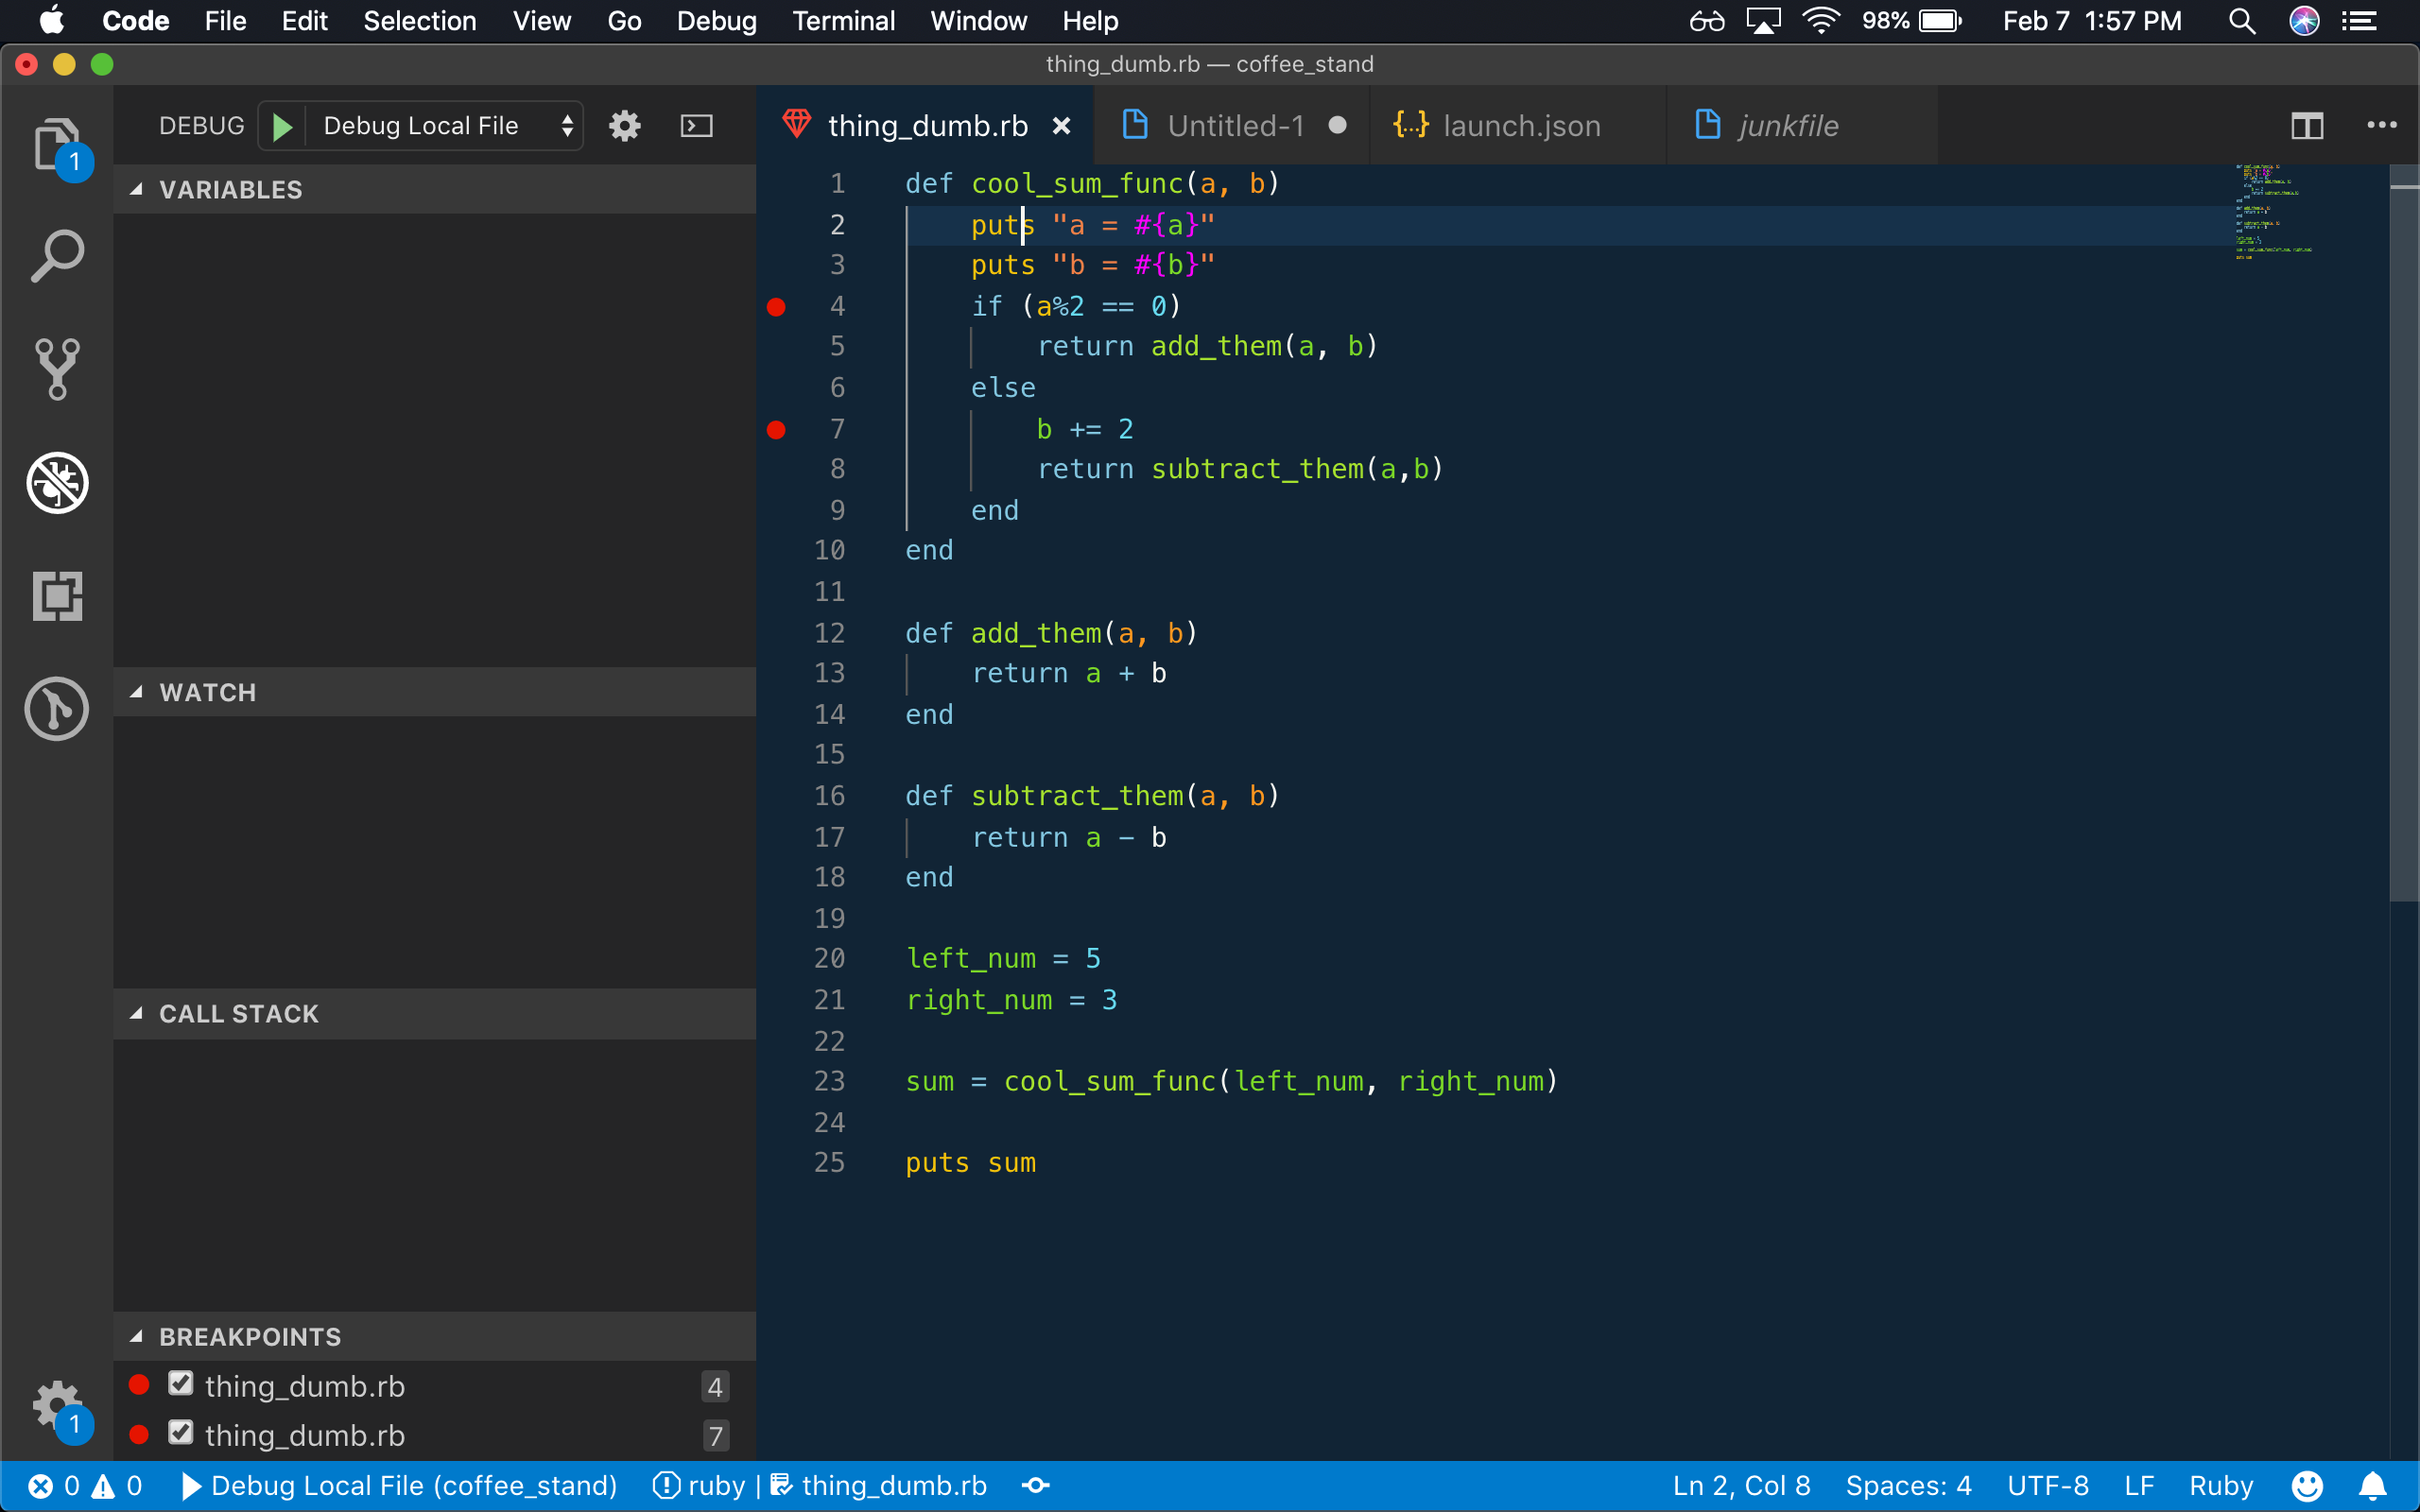 Code File Edit Selection View Go Debug Terminal Window Help 98% Feb 7 1:57 PM
thing_dumb.rb — coffee_stand
DEBUG Debug Local File
thing_dumb.rb Untitled-1 launch.json junkfile
1
VARIABLES
WATCH
CALL STACK
BREAKPOINTS
thing_dumb.rb 4
thing_dumb.rb 7
1
1 def cool_sum_func(a, b)
2 puts "a = #{a}"
3 puts "b = #{b}"
4 if (a%2 == 0)
5 return add_them(a, b)
6 else
7 b += 2
8 return subtract_them(a,b)
9 end
10 end
11
12 def add_them(a, b)
13 return a + b
14 end
15
16 def subtract_them(a, b)
17 return a - b
18 end
19
20 left_num = 5
21 right_num = 3
22
23 sum = cool_sum_func(left_num, right_num)
24
25 puts sum
0 0 Debug Local File (coffee_stand) ruby | thing_dumb.rb Ln 2, Col 8 Spaces: 4 UTF-8 LF Ruby